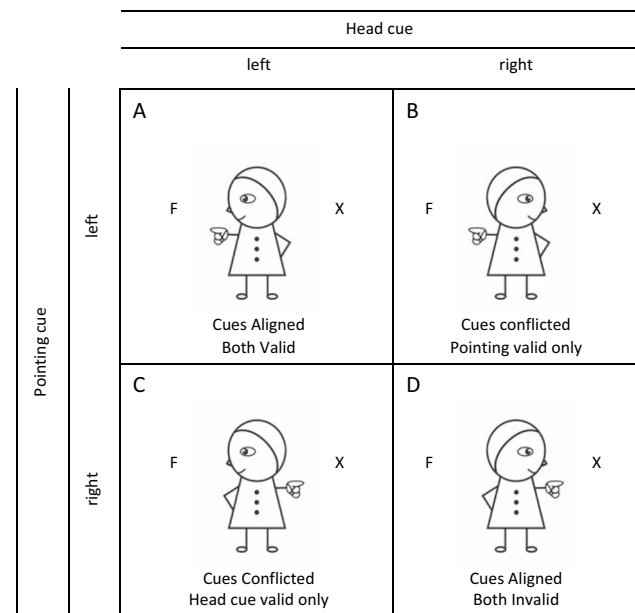 Head cue
left right
Pointing cue
left
A
F X
Cues Aligned
Both Valid
B
F X
Cues conflicted
Pointing valid only
right
C
F X
Cues Conflicted
Head cue valid only
D
F X
Cues Aligned
Both Invalid